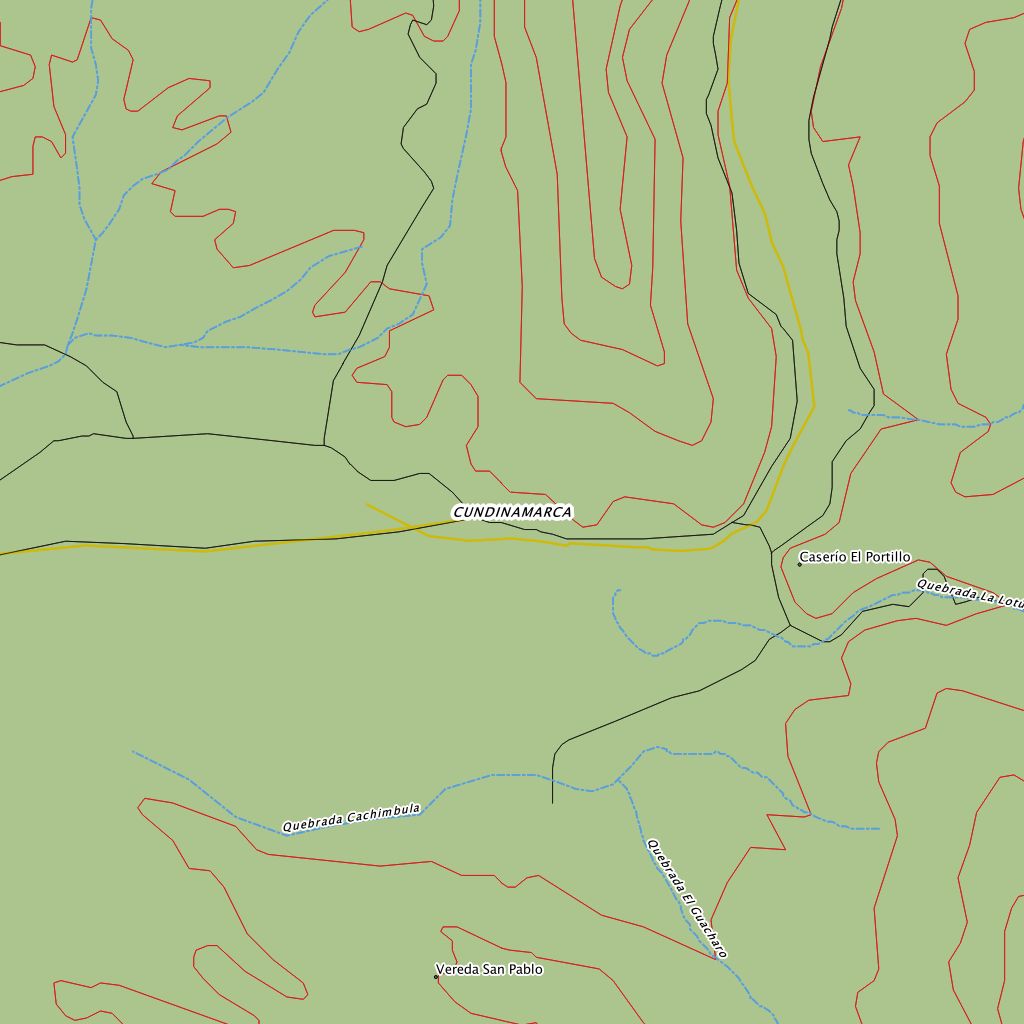 CUNDINAMARCA
Caserío El Portillo
Quebrada La Lotu
Quebrada Cachimbula
Quebrada El Guacharo
Vereda San Pablo